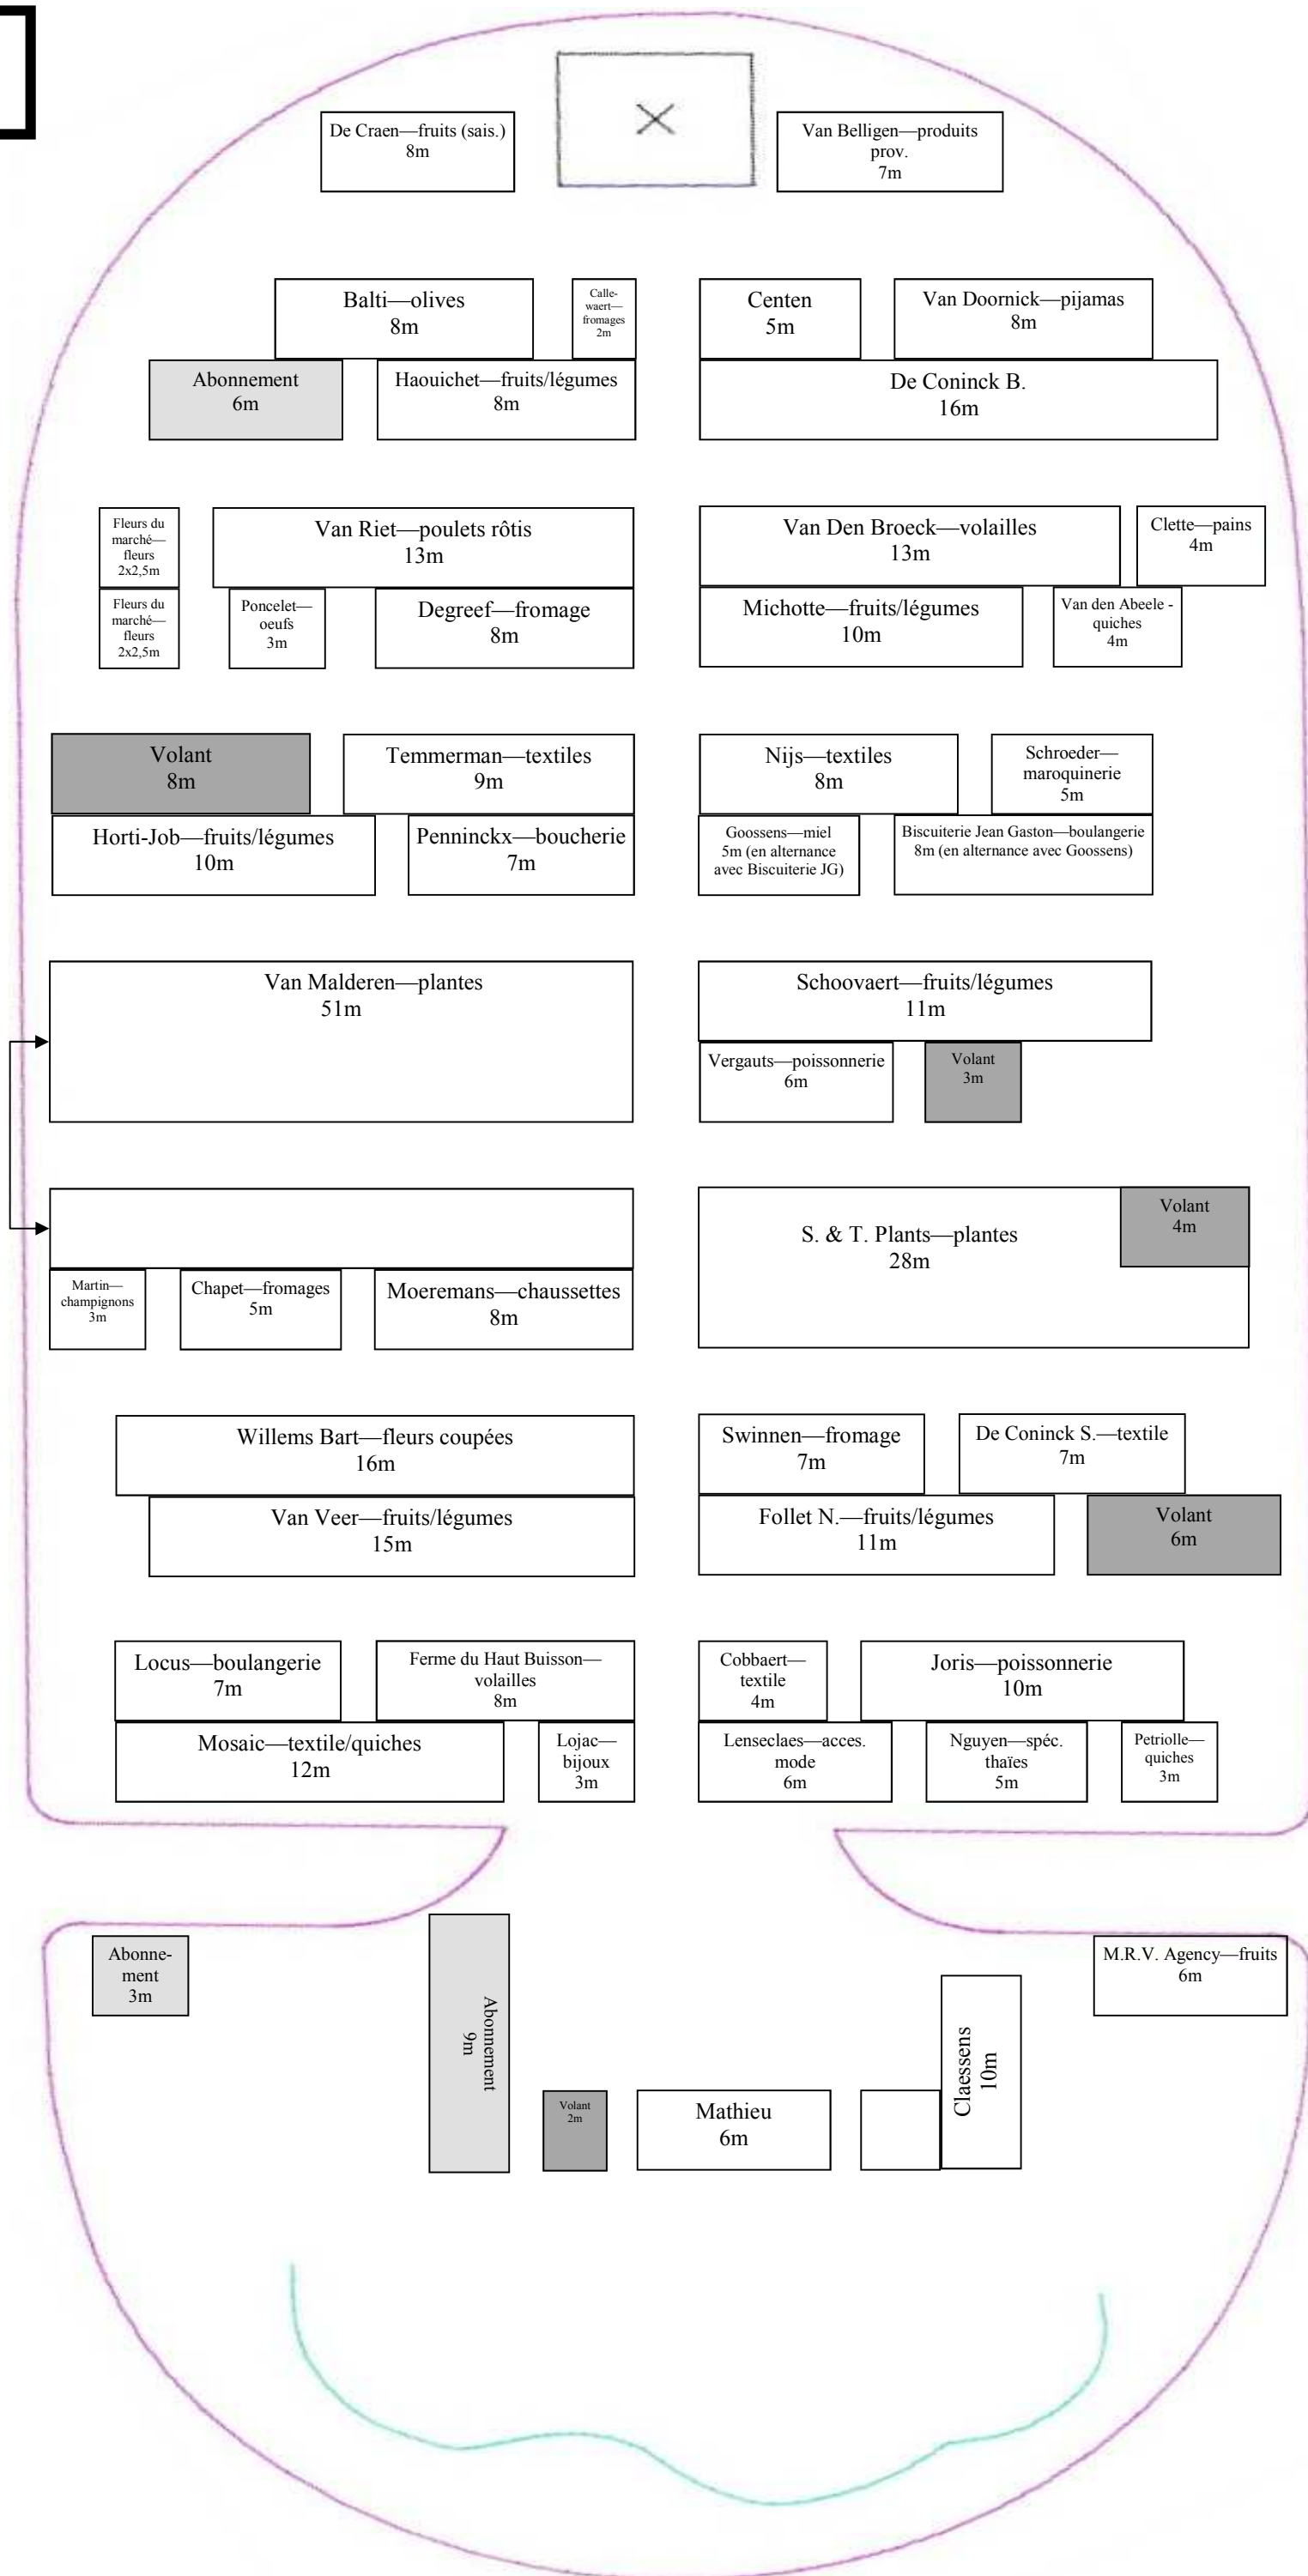 De Craen—fruits (sais.)
8m
Van Belligen—produits
prov.
7m
Balti—olives
8m
Calle-
waert—
fromages
2m
Centen
5m
Van Doornick—pijamas
8m
Abonnement
6m
Haouichet—fruits/légumes
8m
De Coninck B.
16m
Fleurs du
marché—
fleurs
2x2,5m
Van Riet—poulets rôtis
13m
Van Den Broeck—volailles
13m
Clette—pains
4m
Fleurs du
marché—
fleurs
2x2,5m
Poncelet—
oeufs
3m
Degreef—fromage
8m
Michotte—fruits/légumes
10m
Van den Abeele -
quiches
4m
Volant
8m
Temmerman—textiles
9m
Nijs—textiles
8m
Schroeder—
maroquinerie
5m
Horti-Job—fruits/légumes
10m
Penninckx—boucherie
7m
Goossens—miel
5m (en alternance
avec Biscuiterie JG)
Biscuiterie Jean Gaston—boulangerie
8m (en alternance avec Goossens)
Van Malderen—plantes
51m
Schoovaert—fruits/légumes
11m
Vergauts—poissonnerie
6m
Volant
3m
S. & T. Plants—plantes
28m
Volant
4m
Martin—
champignons
3m
Chapet—fromages
5m
Moeremans—chaussettes
8m
Willems Bart—fleurs coupées
16m
Swinnen—fromage
7m
De Coninck S.—textile
7m
Van Veer—fruits/légumes
15m
Follet N.—fruits/légumes
11m
Volant
6m
Locus—boulangerie
7m
Ferme du Haut Buisson—
volailles
8m
Cobbaert—
textile
4m
Joris—poissonnerie
10m
Mosaic—textile/quiches
12m
Lojac—
bijoux
3m
Lenseclaes—acces.
mode
6m
Nguyen—spéc.
thaïes
5m
Petriolle—
quiches
3m
Abonne-
ment
3m
Abonnement
9m
M.R.V. Agency—fruits
6m
Claessens
10m
Volant
2m
Mathieu
6m